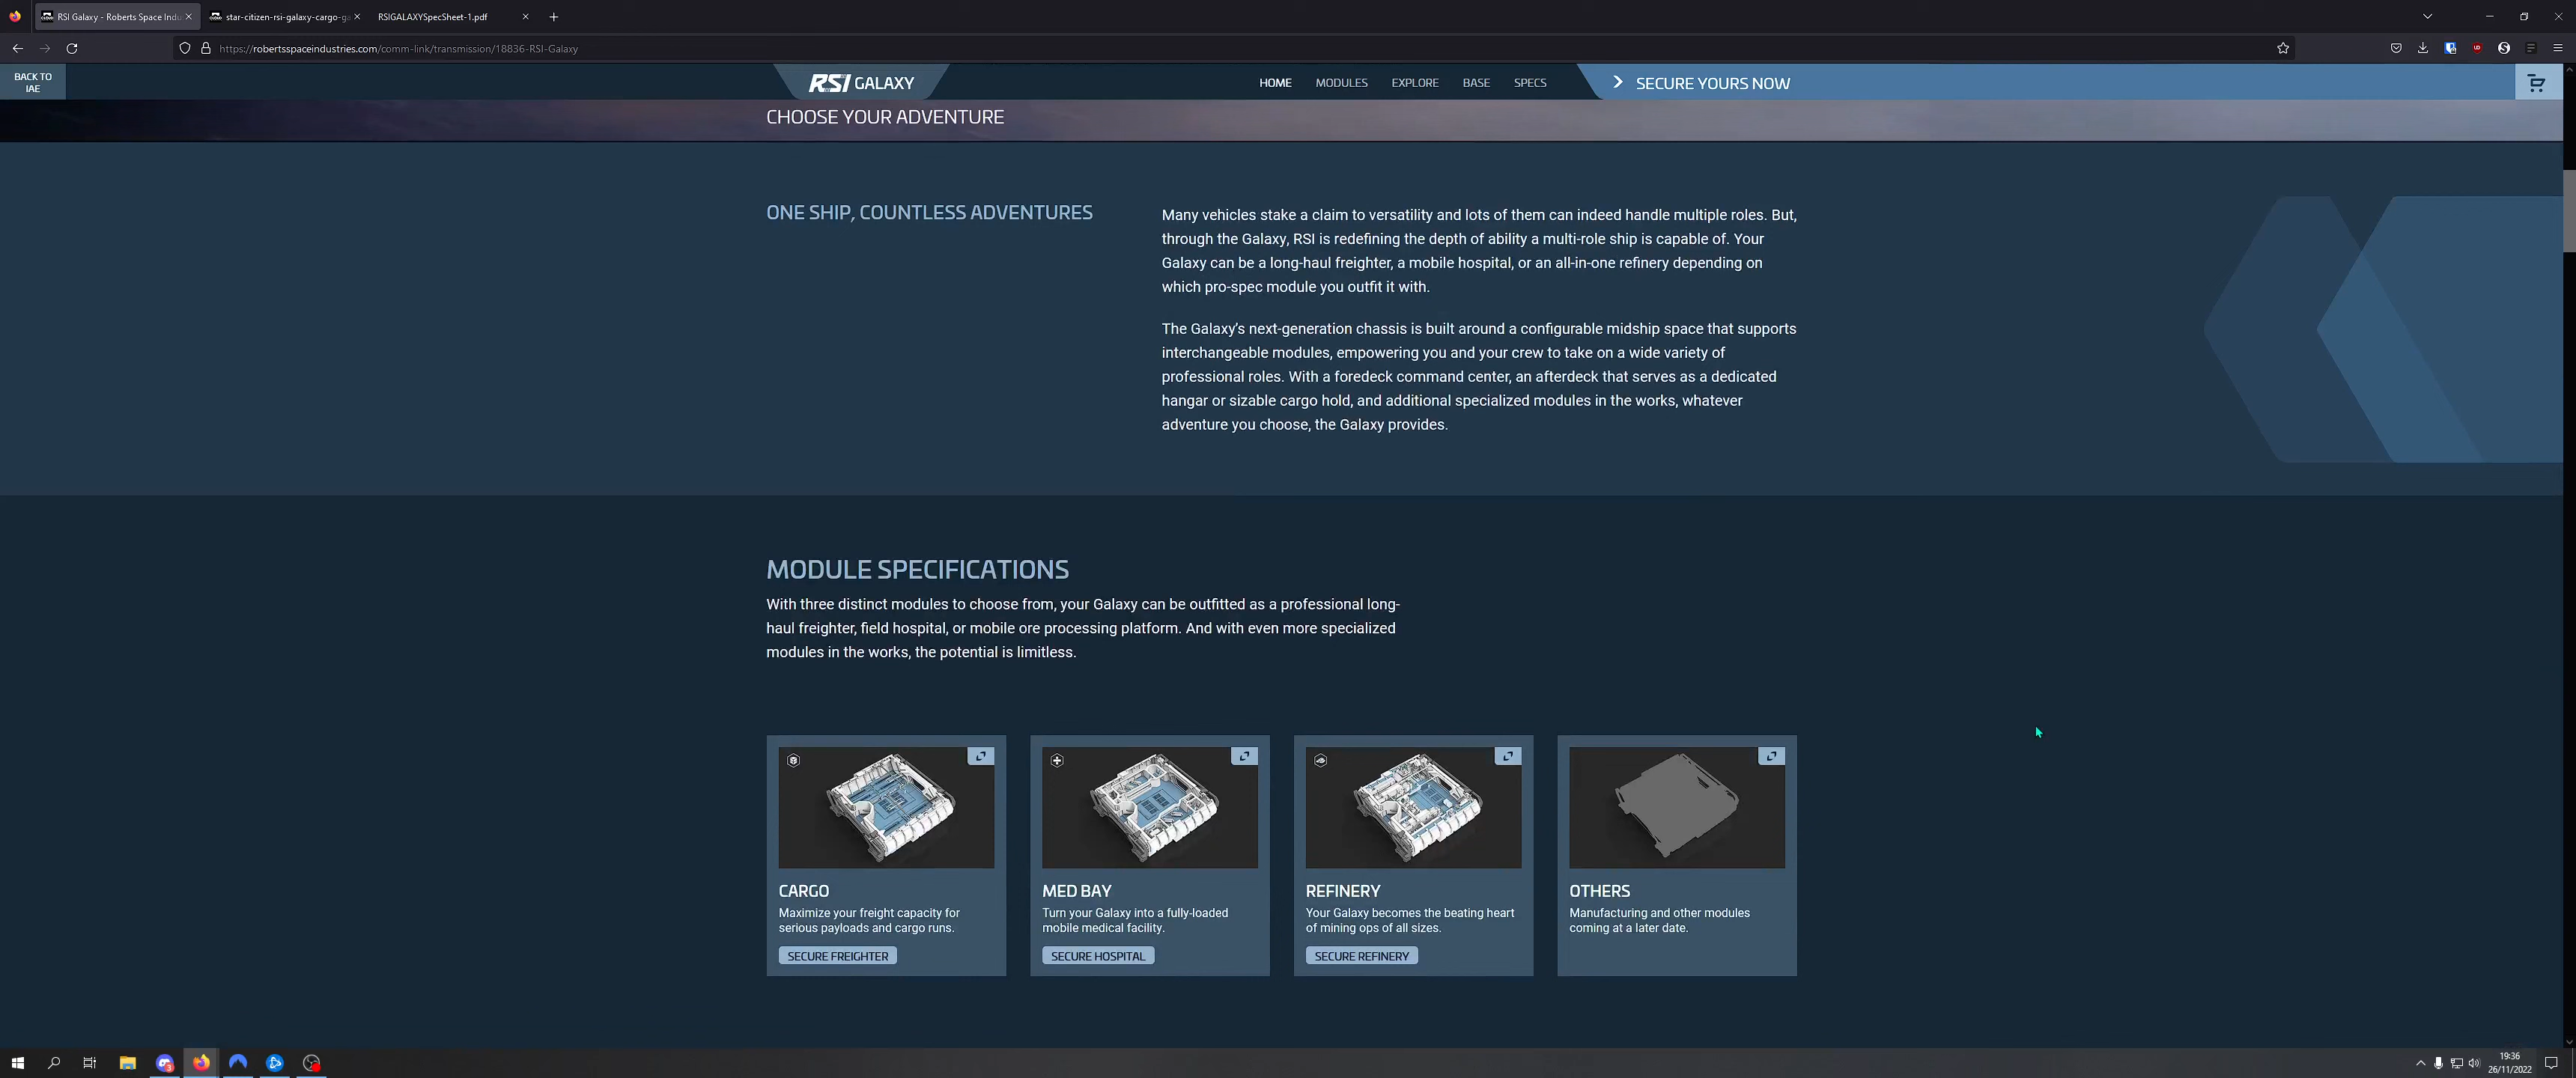 RSI Galaxy - Roberts Space Indu
star-citizen-rsi-galaxy-cargo-ga
RSIGALAXYSpecSheet-1.pdf
https://robertsspaceindustries.com/comm-link/transmission/18836-RSI-Galaxy
BACK TO
IAE
RSI GALAXY
HOME
MODULES
EXPLORE
BASE
SPECS
SECURE YOURS NOW
CHOOSE YOUR ADVENTURE
ONE SHIP, COUNTLESS ADVENTURES
Many vehicles stake a claim to versatility and lots of them can indeed handle multiple roles. But,
through the Galaxy, RSI is redefining the depth of ability a multi-role ship is capable of. Your
Galaxy can be a long-haul freighter, a mobile hospital, or an all-in-one refinery depending on
which pro-spec module you outfit it with.
The Galaxy’s next-generation chassis is built around a configurable midship space that supports
interchangeable modules, empowering you and your crew to take on a wide variety of
professional roles. With a foredeck command center, an afterdeck that serves as a dedicated
hangar or sizable cargo hold, and additional specialized modules in the works, whatever
adventure you choose, the Galaxy provides.
MODULE SPECIFICATIONS
With three distinct modules to choose from, your Galaxy can be outfitted as a professional long-
haul freighter, field hospital, or mobile ore processing platform. And with even more specialized
modules in the works, the potential is limitless.
CARGO
Maximize your freight capacity for
serious payloads and cargo runs.
SECURE FREIGHTER
MED BAY
Turn your Galaxy into a fully-loaded
mobile medical facility.
SECURE HOSPITAL
REFINERY
Your Galaxy becomes the beating heart
of mining ops of all sizes.
SECURE REFINERY
OTHERS
Manufacturing and other modules
coming at a later date.
3
19:36
26/11/2022